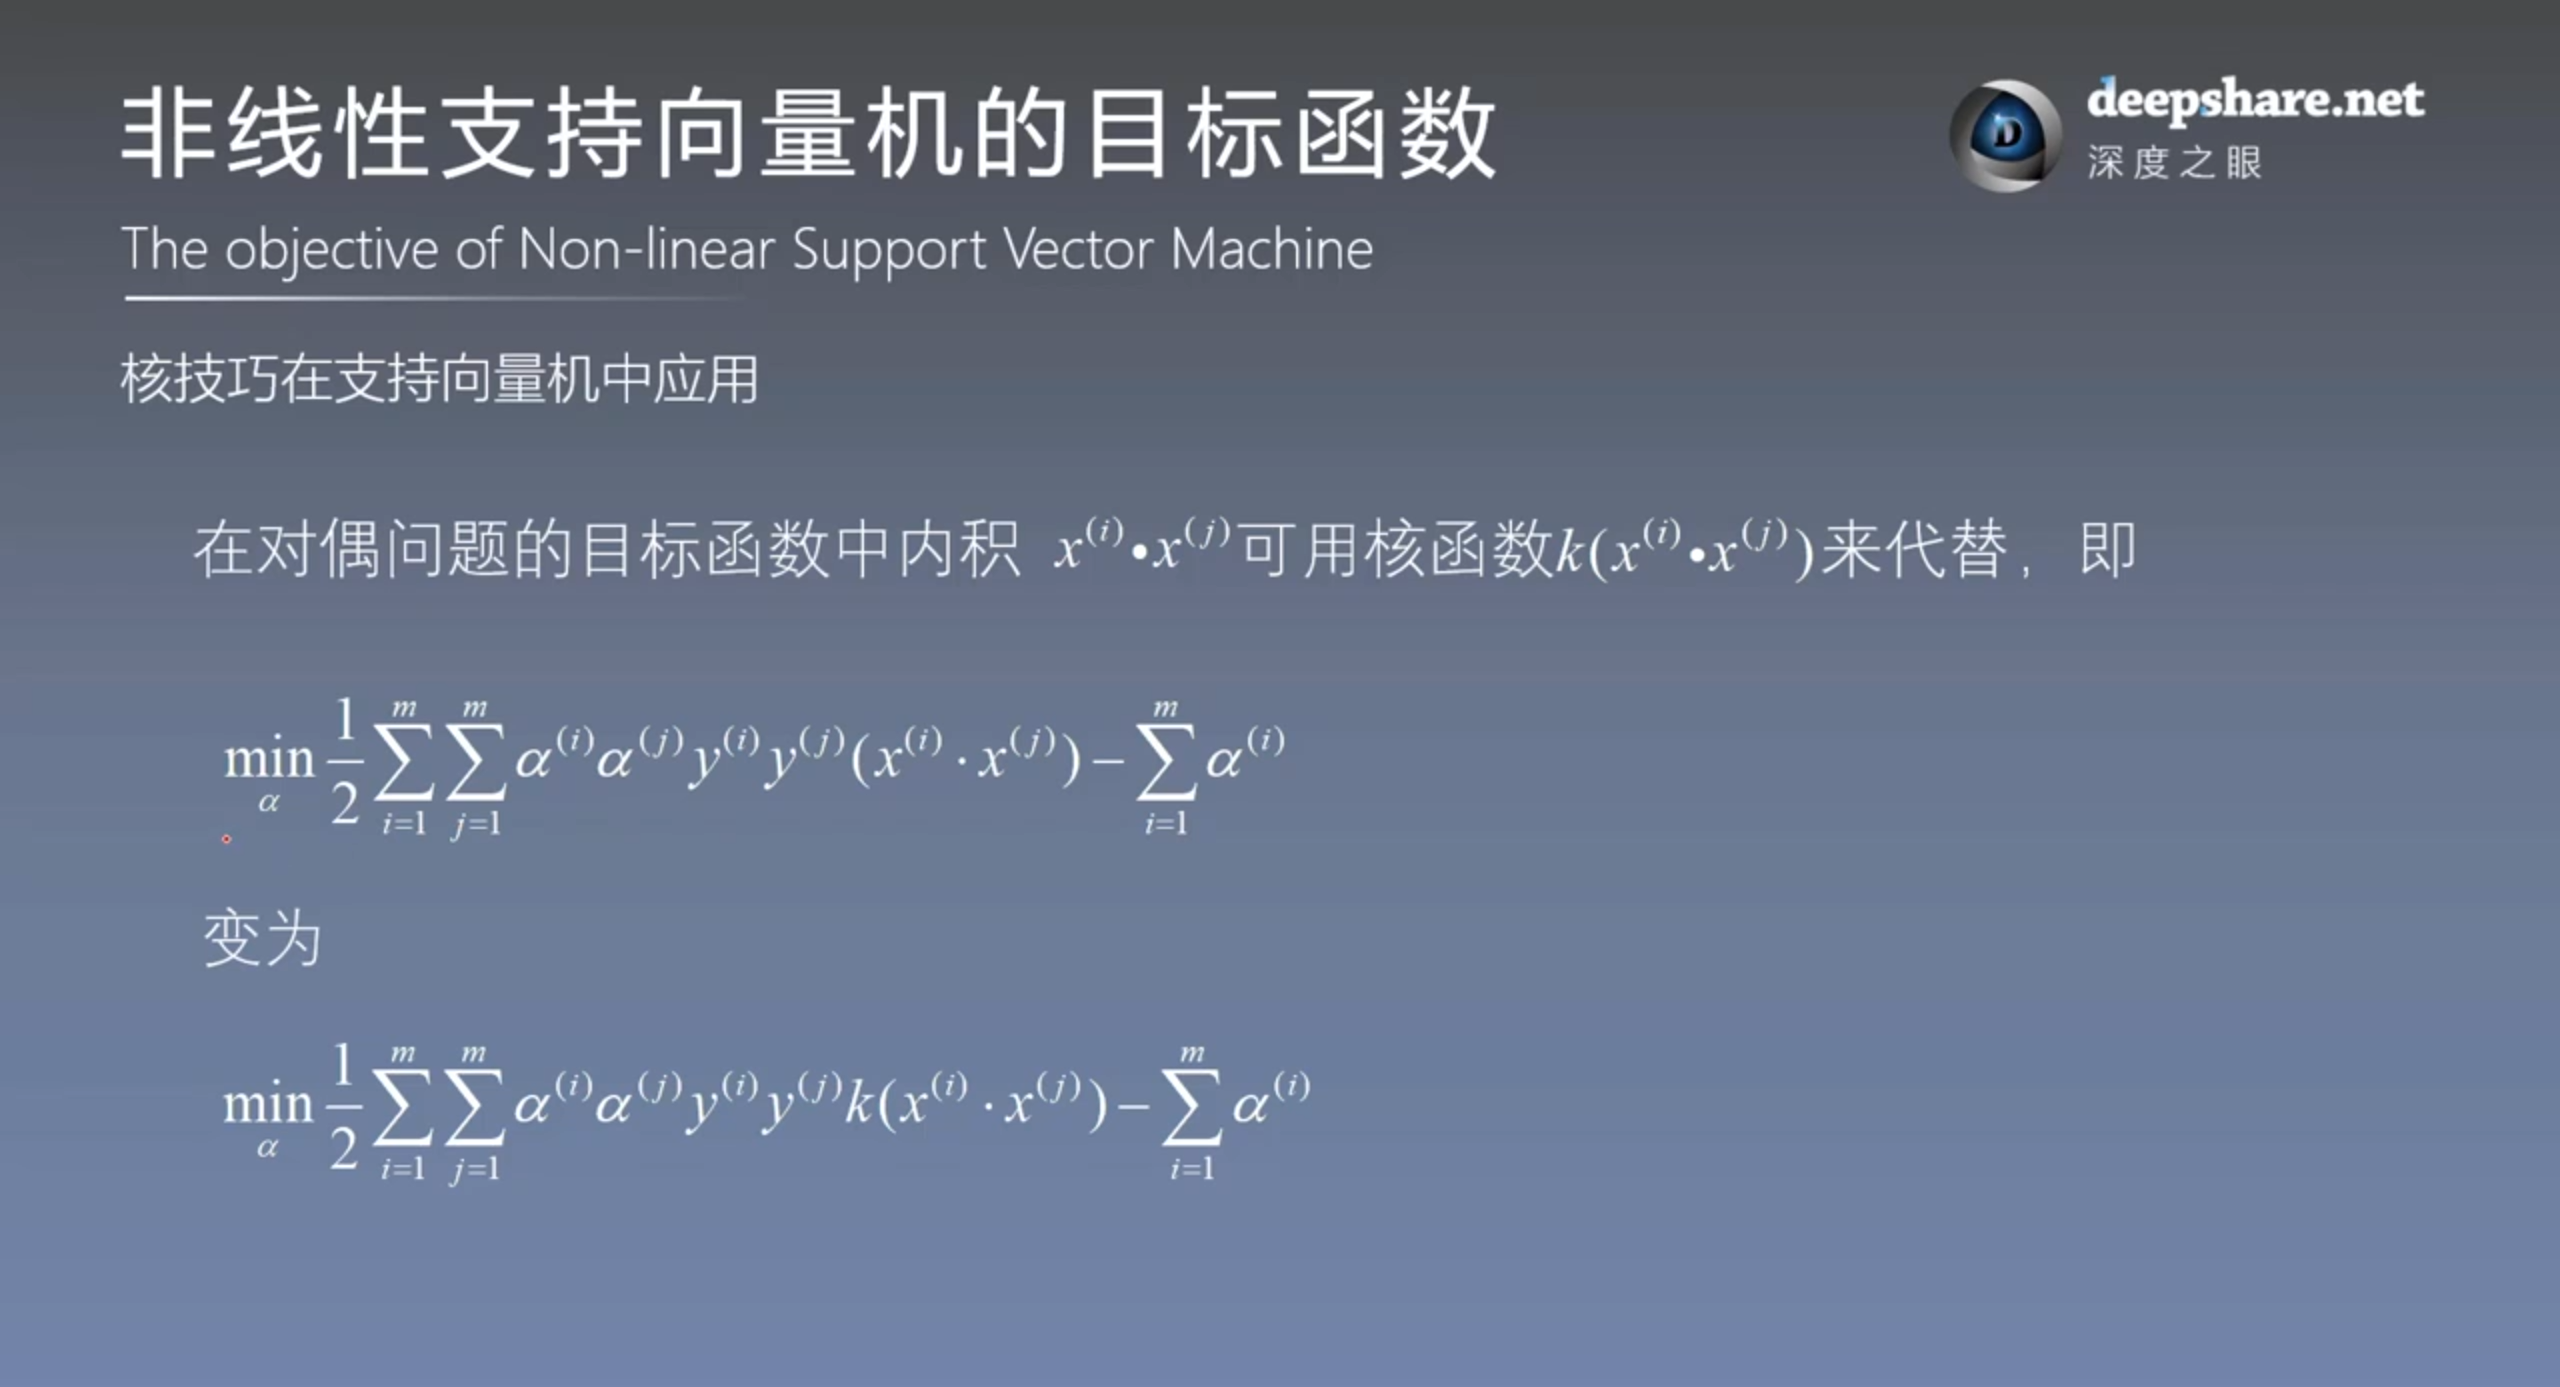 非线性支持向量机的目标函数
deepshare.net
深度之眼
The objective of Non-linear Support Vector Machine
核技巧在支持向量机中应用
在对偶问题的目标函数中内积 x^{(i)}•x^{(j)}可用核函数k(x^{(i)}•x^{(j)})来代替，即
\min_{\alpha} \frac{1}{2} \sum_{i=1}^{m} \sum_{j=1}^{m} \alpha^{(i)} \alpha^{(j)} y^{(i)} y^{(j)} (x^{(i)} \cdot x^{(j)}) - \sum_{i=1}^{m} \alpha^{(i)}
变为
\min_{\alpha} \frac{1}{2} \sum_{i=1}^{m} \sum_{j=1}^{m} \alpha^{(i)} \alpha^{(j)} y^{(i)} y^{(j)} k(x^{(i)} \cdot x^{(j)}) - \sum_{i=1}^{m} \alpha^{(i)}